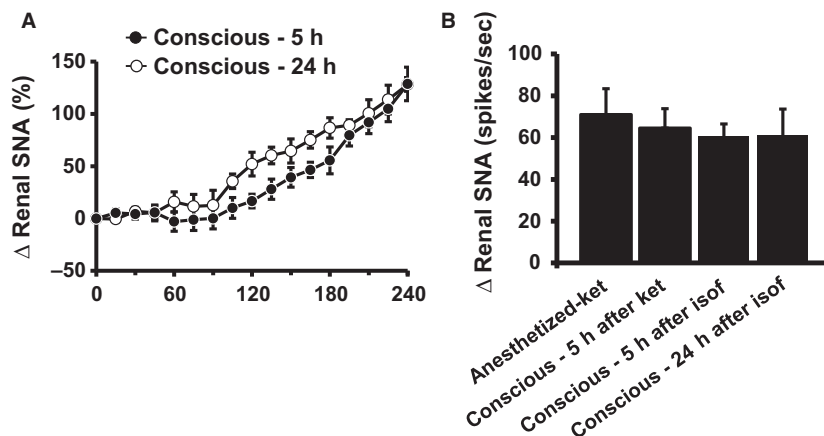 A
Conscious - 5 h
Conscious - 24 h
Δ Renal SNA (%)
150
100
50
0
–50
0 60 120 180 240
B
Δ Renal SNA (spikes/sec)
100
80
60
40
20
0
Anesthetized-ket
Conscious - 5 h after ket
Conscious - 5 h after isof
Conscious - 24 h after isof